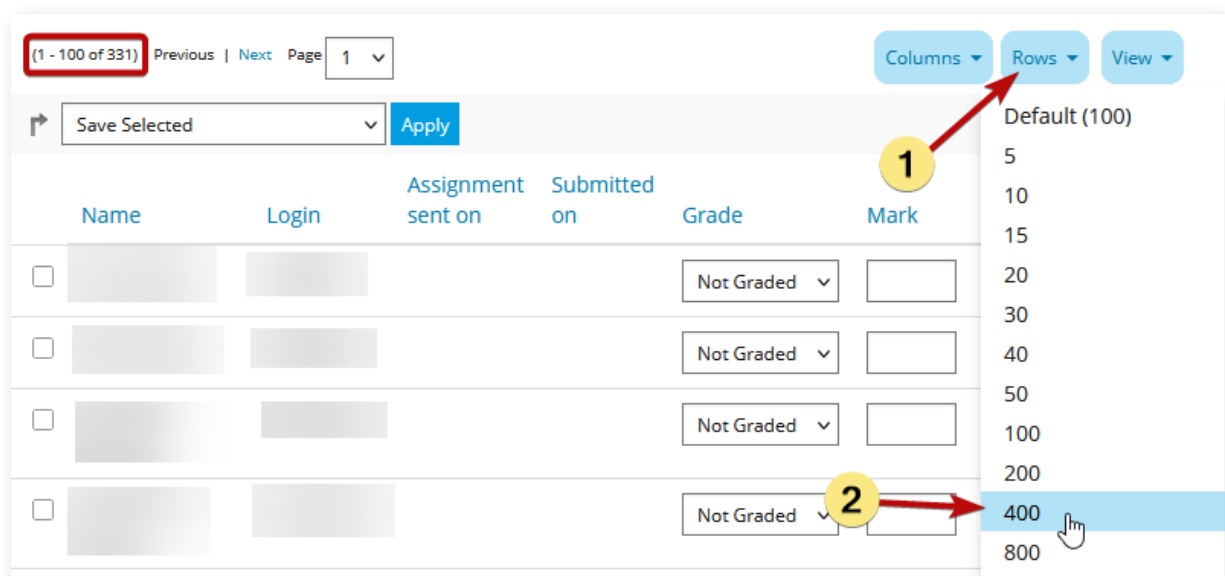 (1 - 100 of 331) Previous | Next Page 1
Columns Rows View
Save Selected Apply
1
Name Login Assignment sent on Submitted on Grade Mark
Not Graded
Not Graded
Not Graded
Not Graded
2
Default (100)
5
10
15
20
30
40
50
100
200
400
800